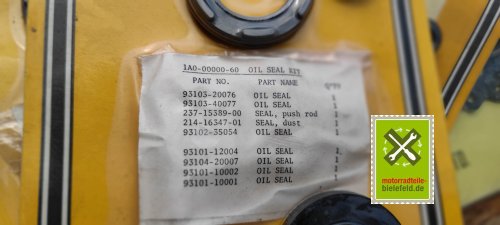 1A0-00000-60 OIL SEAL KIT
PART NO. PART NAME Q'TY
93103-20076 OIL SEAL 1
93103-40077 OIL SEAL 1
237-15389-00 SEAL, push rod 1
214-16347-01 SEAL, dust 1
93102-35054 OIL SEAL 1
93101-12004 OIL SEAL 1
93104-20007 OIL SEAL 1
93101-10002 OIL SEAL 1
93101-10001 OIL SEAL 1
motorradteile-
bielefeld.de